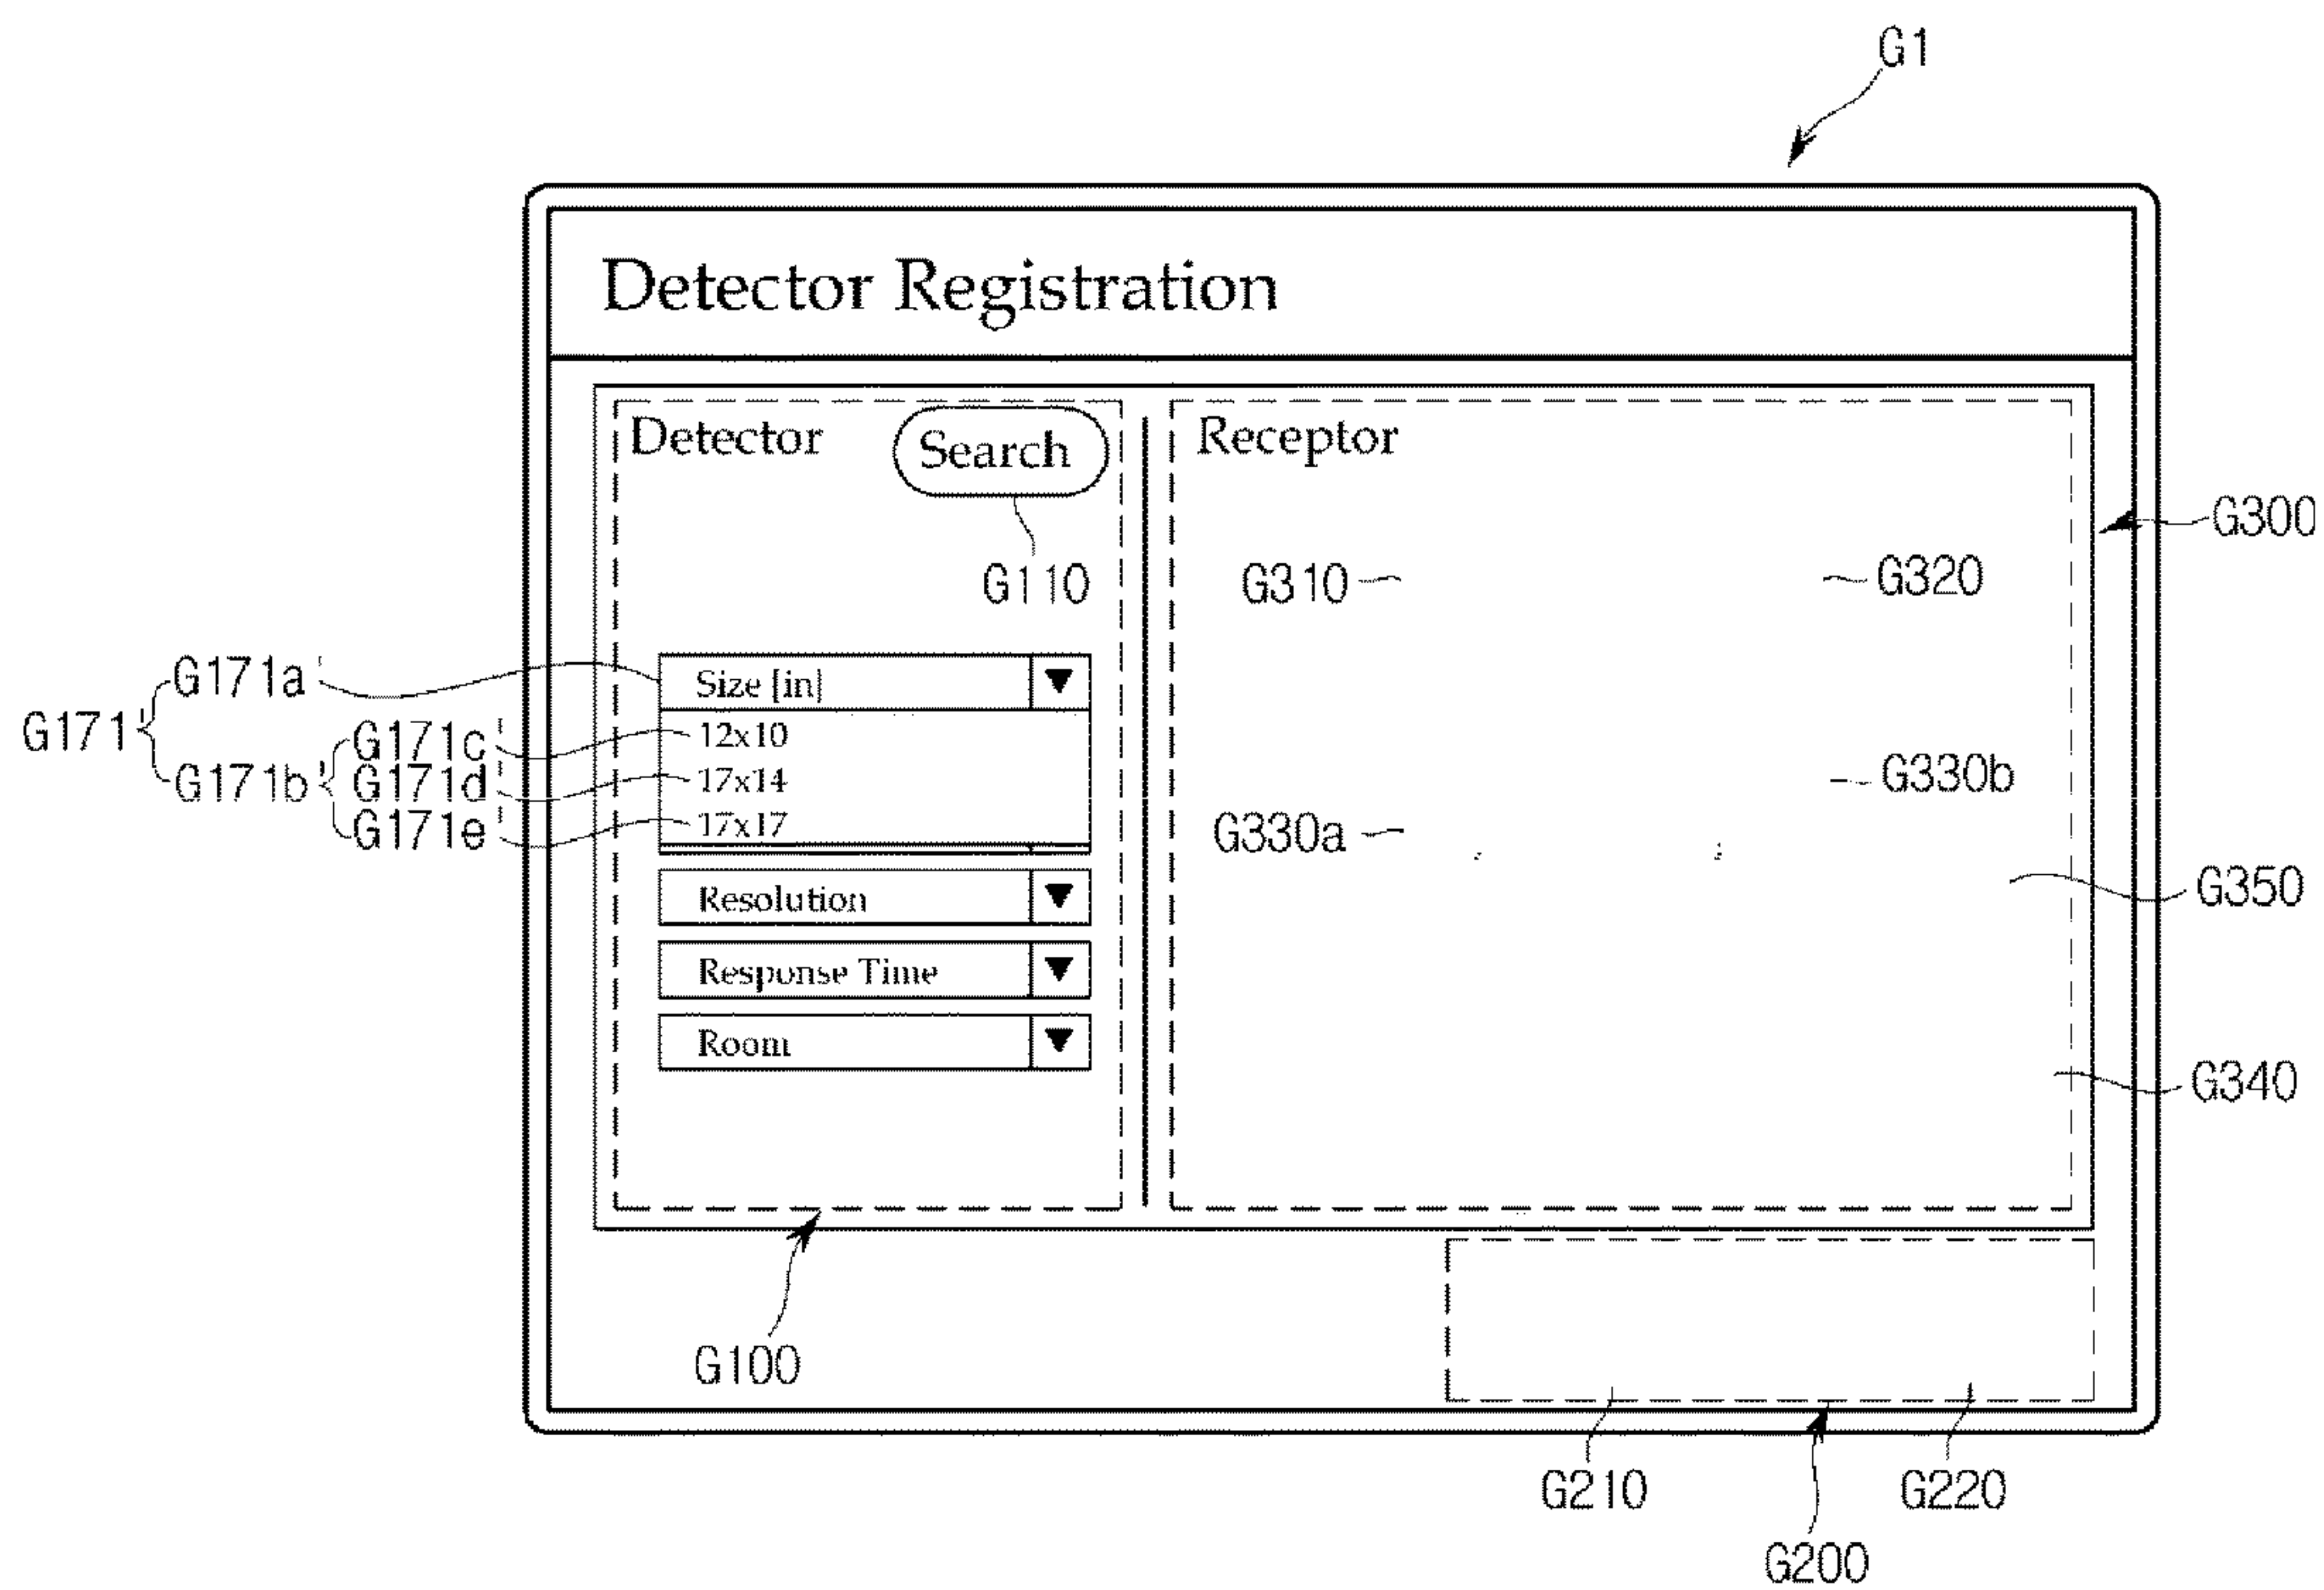 G1
Detector Registration
Detector
Search
Receptor
G300
G110
G310
G320
G171a'
Size [in]
G171'
G171c'
12x10
G171b'
G171d'
17x14
G330b
G171e'
17x17
G330a
G350
Resolution
Response Time
Room
G340
G100
G210
G220
G200